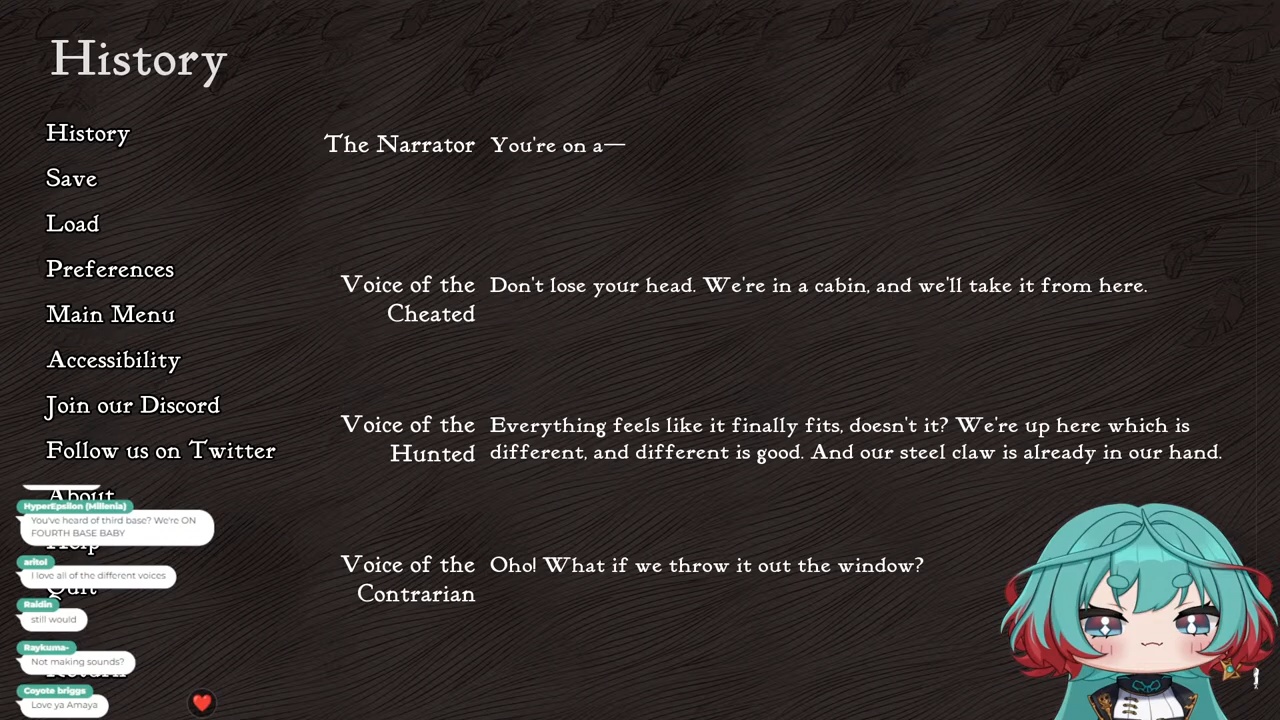 History
History
Save
Load
Preferences
Main Menu
Accessibility
Join our Discord
Follow us on Twitter
About
Help
Quit
Return
The Narrator
You're on a—
Voice of the
Cheated
Don't lose your head. We're in a cabin, and we'll take it from here.
Voice of the
Hunted
Everything feels like it finally fits, doesn't it? We're up here which is
different, and different is good. And our steel claw is already in our hand.
Voice of the
Contrarian
Oho! What if we throw it out the window?
HyperEpsilon (Millenia)
You've heard of third base? We're ON
FOURTH BASE BABY
aritol
I love all of the different voices
Raldin
still would
Raykuma-
Not making sounds?
Coyote briggs
Love ya Amaya